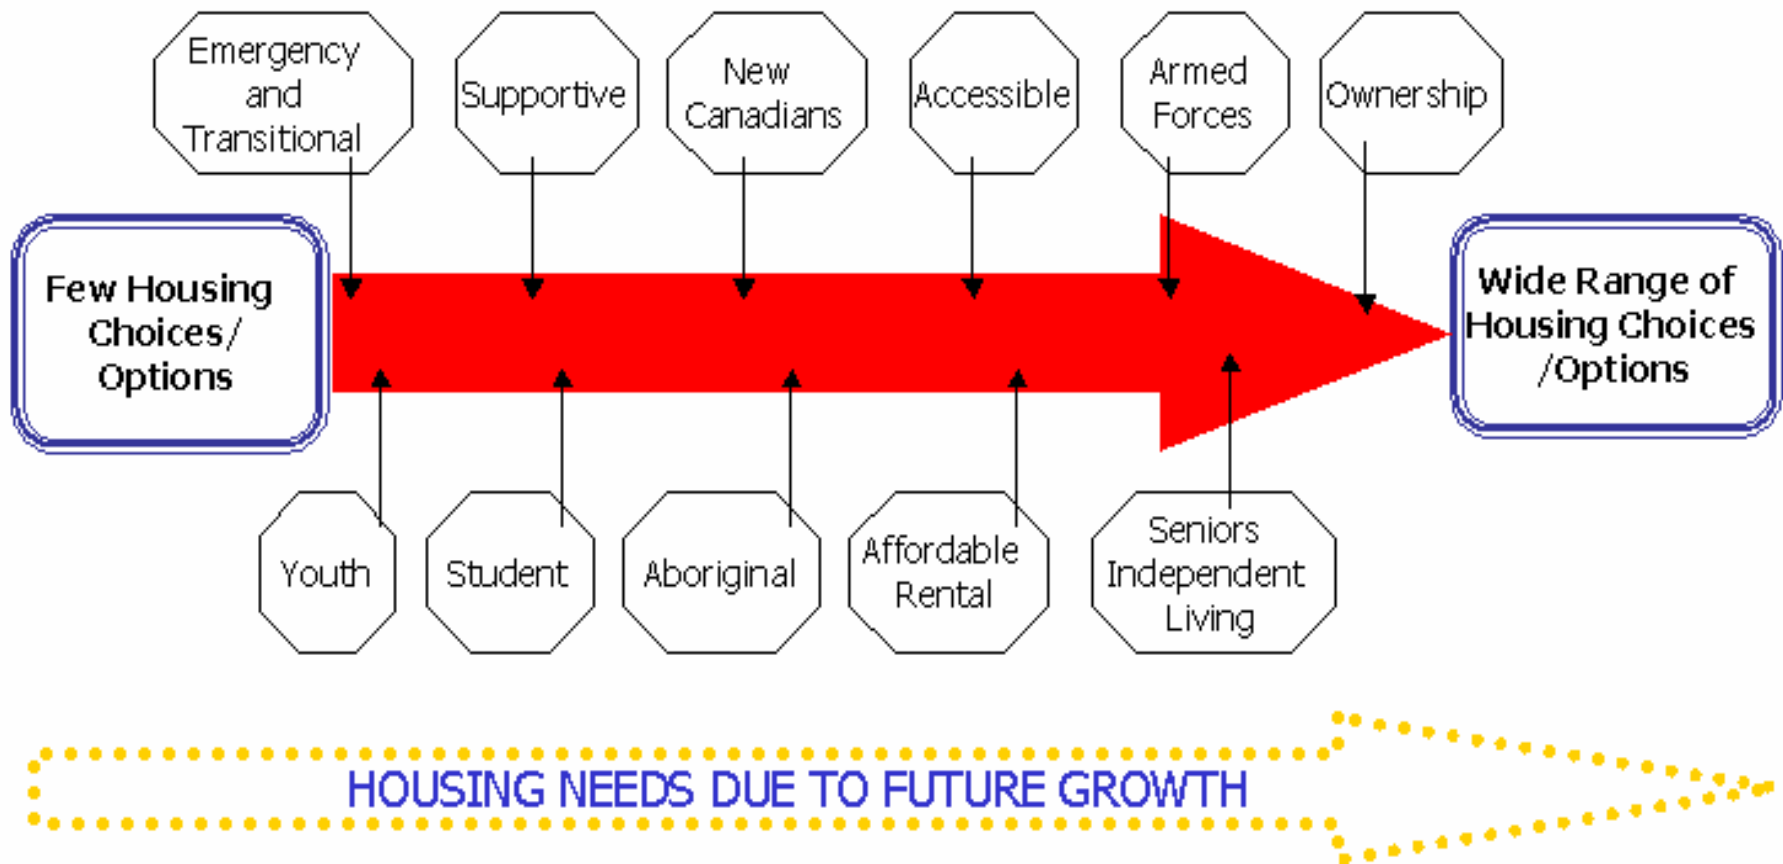 Emergency
and
Transitional
Supportive
New
Canadians
Accessible
Armed
Forces
Ownership
Few Housing
Choices/
Options
Wide Range of
Housing Choices
/Options
Youth
Student
Aboriginal
Affordable
Rental
Seniors
Independent
Living
HOUSING NEEDS DUE TO FUTURE GROWTH